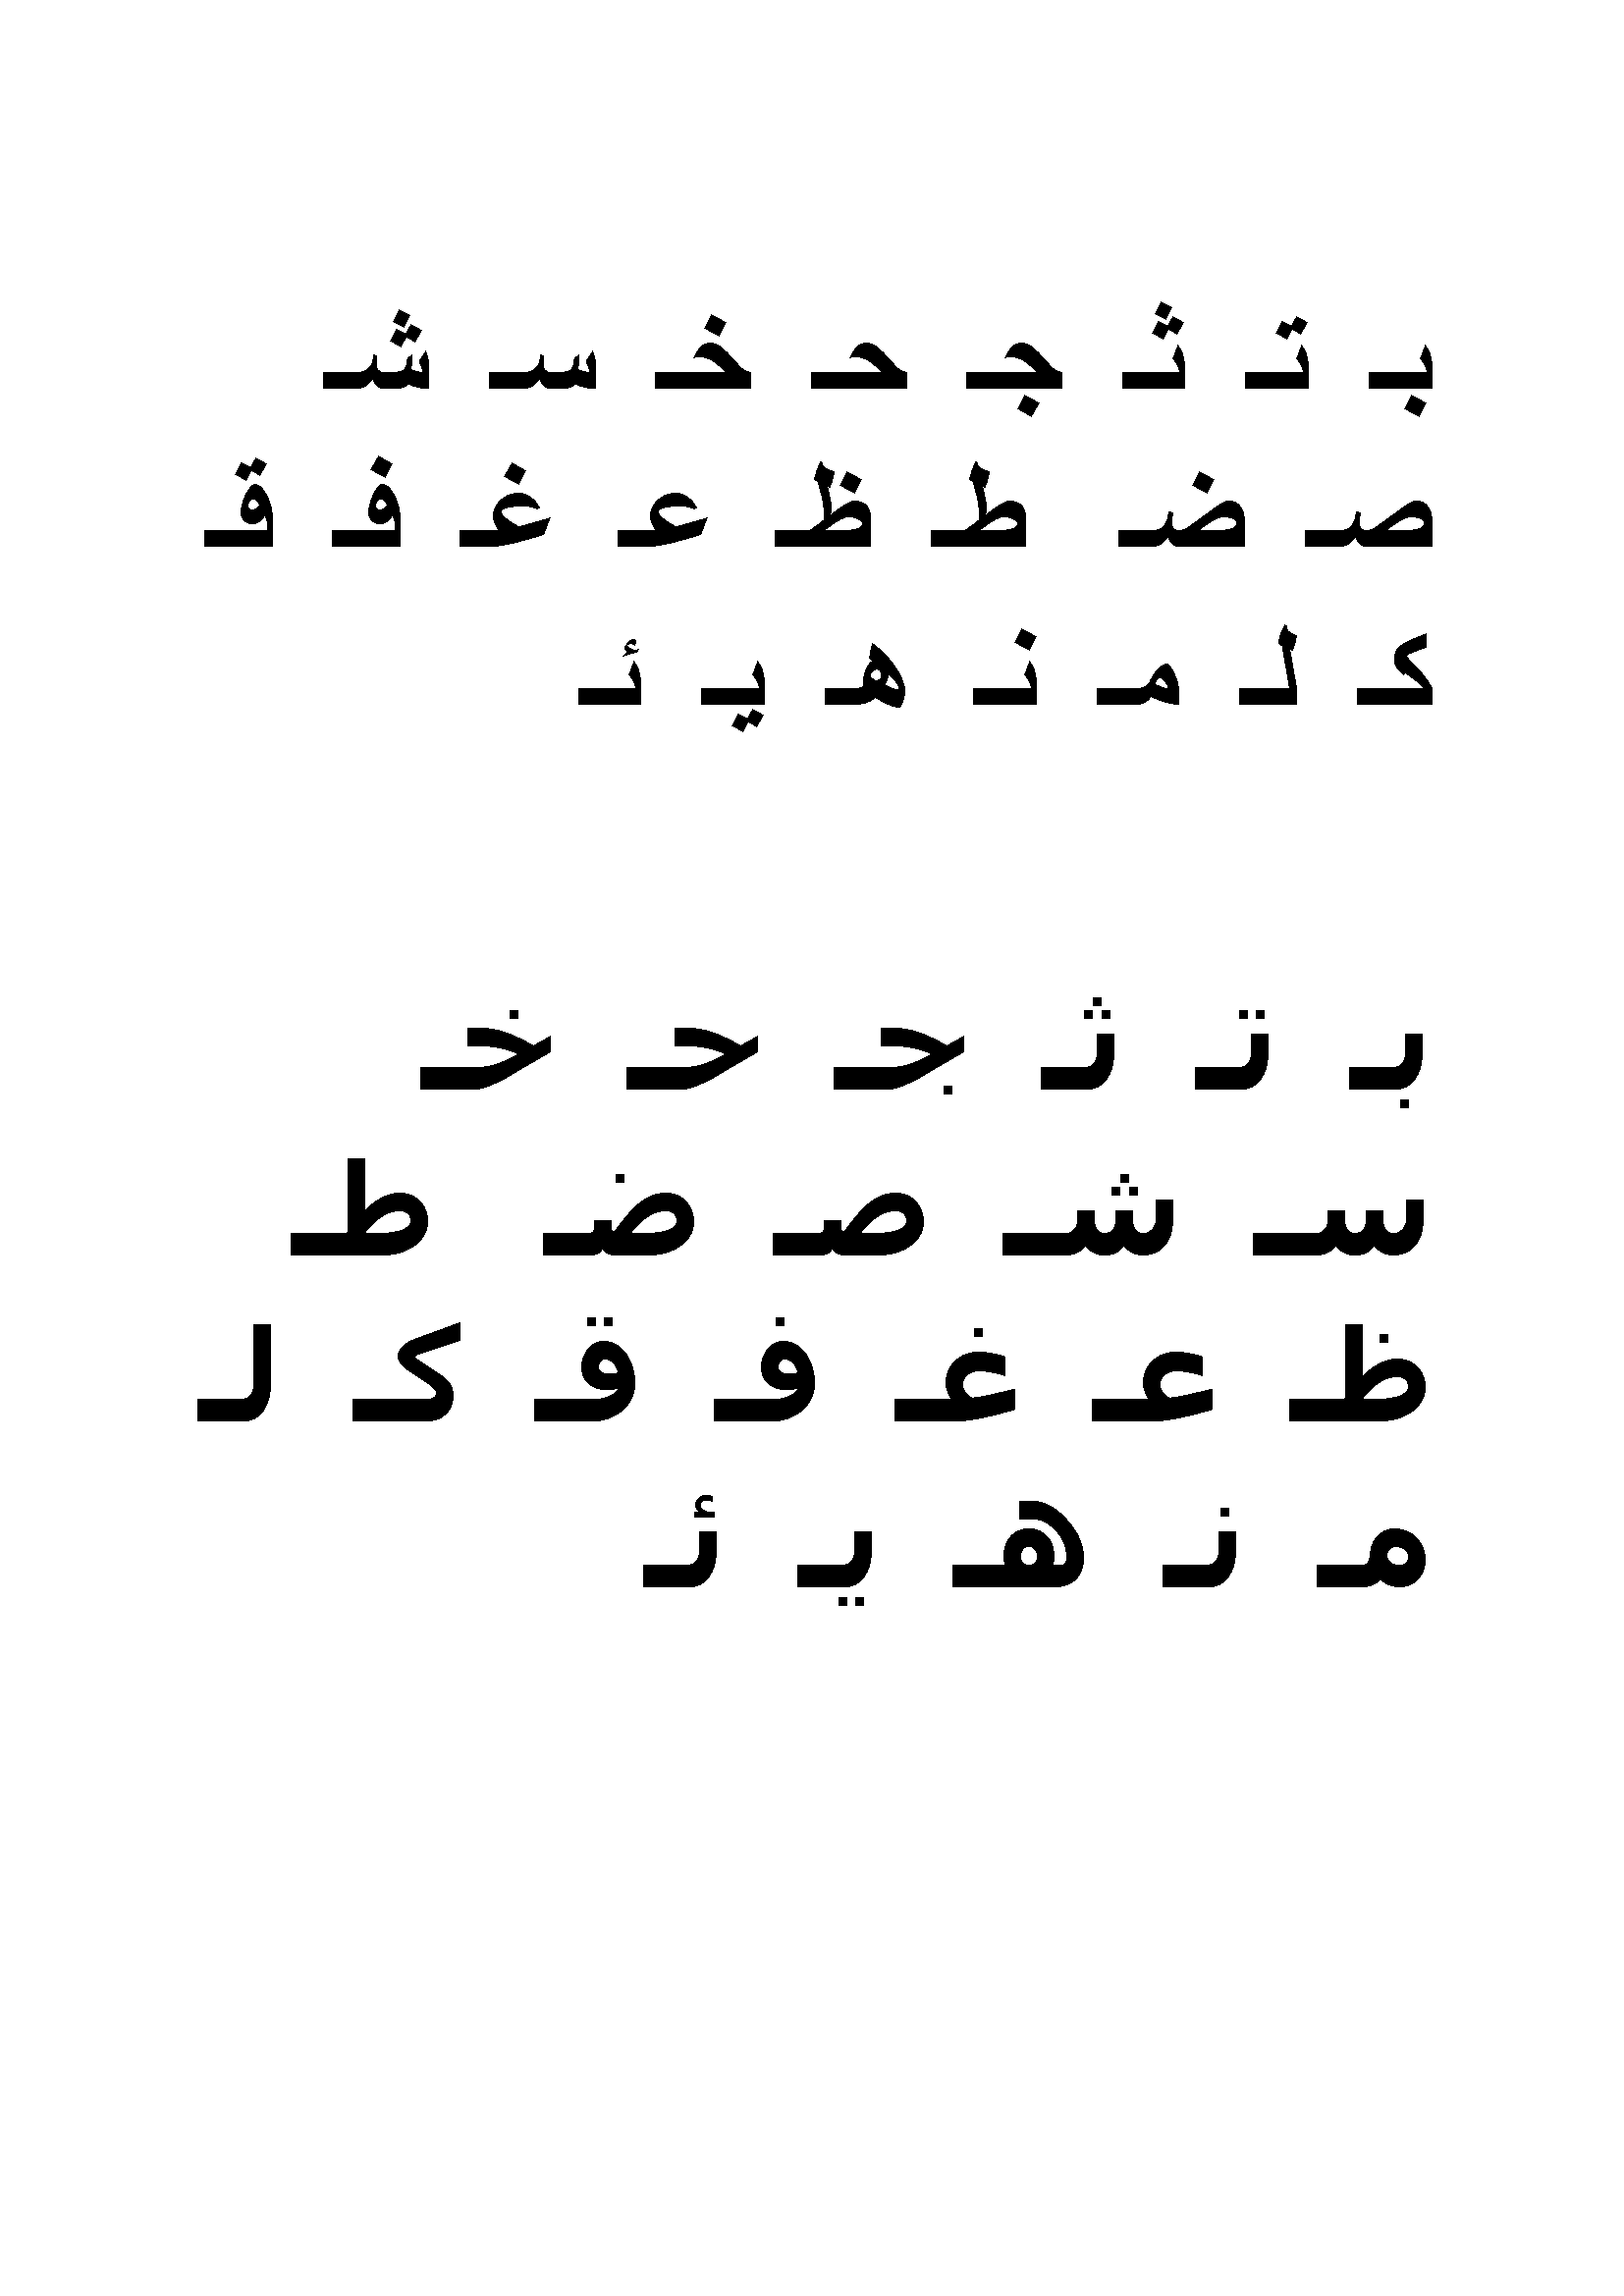 بـ تـ ثـ جـ حـ خـ سـ شـ
صـ ضـ طـ ظـ عـ غـ فـ قـ
كـ لـ مـ نـ هـ يـ ئـ
بـ تـ ثـ جـ حـ خـ
سـ شـ صـ ضـ طـ
ظـ عـ غـ فـ قـ كـ لـ
مـ نـ هـ يـ ئـ